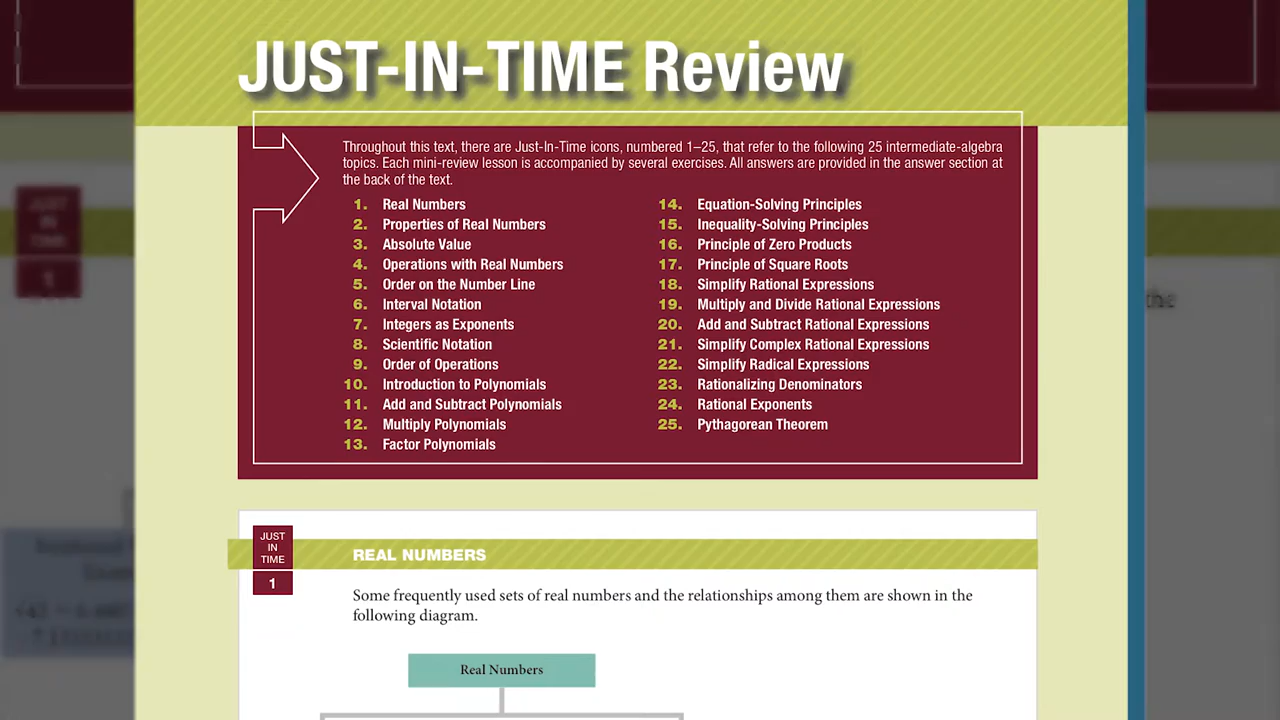 JUST-IN-TIME Review
Throughout this text, there are Just-In-Time icons, numbered 1–25, that refer to the following 25 intermediate-algebra
topics. Each mini-review lesson is accompanied by several exercises. All answers are provided in the answer section at
the back of the text.
1. Real Numbers
2. Properties of Real Numbers
3. Absolute Value
4. Operations with Real Numbers
5. Order on the Number Line
6. Interval Notation
7. Integers as Exponents
8. Scientific Notation
9. Order of Operations
10. Introduction to Polynomials
11. Add and Subtract Polynomials
12. Multiply Polynomials
13. Factor Polynomials
14. Equation-Solving Principles
15. Inequality-Solving Principles
16. Principle of Zero Products
17. Principle of Square Roots
18. Simplify Rational Expressions
19. Multiply and Divide Rational Expressions
20. Add and Subtract Rational Expressions
21. Simplify Complex Rational Expressions
22. Simplify Radical Expressions
23. Rationalizing Denominators
24. Rational Exponents
25. Pythagorean Theorem
JUST
IN
TIME
1
REAL NUMBERS
Some frequently used sets of real numbers and the relationships among them are shown in the
following diagram.
Real Numbers
JUST
IN
TIME
1
the